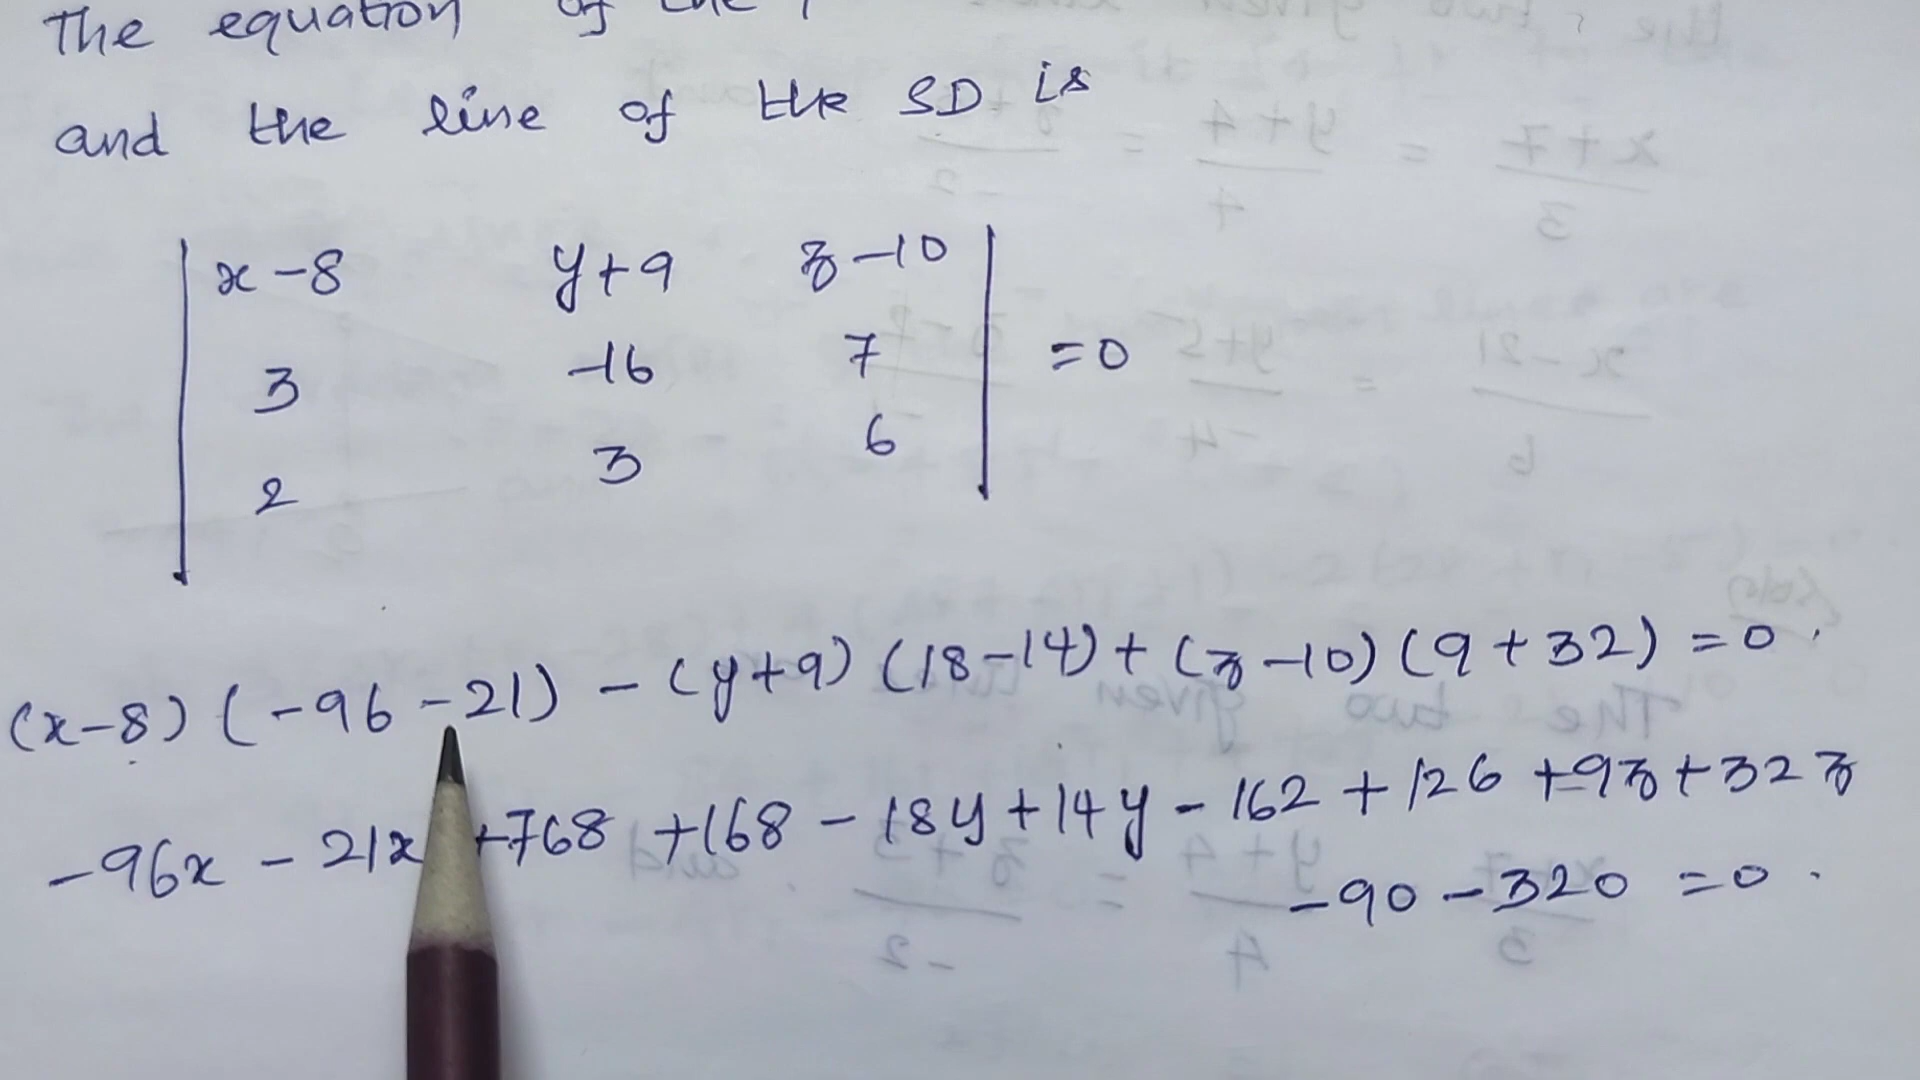 The equation of the
and the line of the SD is
x-8 y+9 z-10
3 -16 7 =0
2 3 6
(x-8) (-96-21) - (y+9) (18-14) + (z-10) (9+32) = 0.
-96x - 21x +768 +168 - 18y + 14y - 162 + 126 +9z+32z
-90 - 320 = 0.